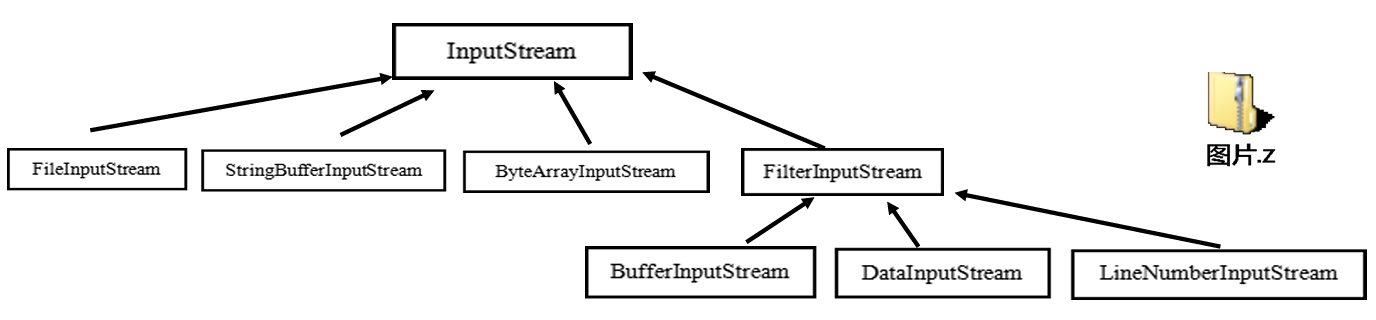 InputStream
FileInputStream
StringBufferInputStream
ByteArrayInputStream
FilterInputStream
图片.z
BufferInputStream
DataInputStream
LineNumberInputStream